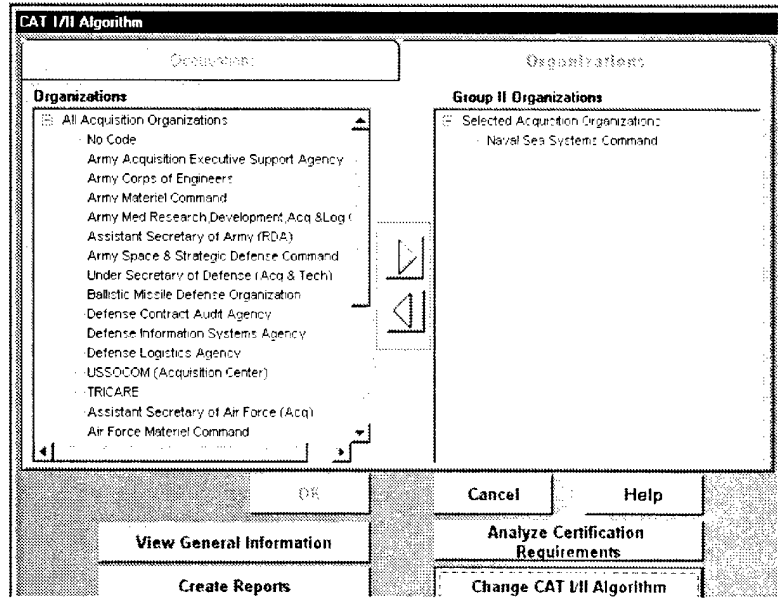 CAT I/II Algorithm
Occupations
Organizations
Organizations
All Acquisition Organizations
No Code
Army Acquisition Executive Support Agency
Army Corps of Engineers
Army Materiel Command
Army Med Research,Development,Acq &Log
Assistant Secretary of Army (RDA)
Army Space & Strategic Defense Command
Under Secretary of Defense (Acq & Tech)
Ballistic Missile Defense Organization
Defense Contract Audit Agency
Defense Information Systems Agency
Defense Logistics Agency
USSOCOM (Acquisition Center)
TRICARE
Assistant Secretary of Air Force (Acq)
Air Force Materiel Command
Group II Organizations
Selected Acquisition Organizations
Naval Sea Systems Command
OK
Cancel
Help
View General Information
Analyze Certification
Requirements
Create Reports
Change CAT I/II Algorithm